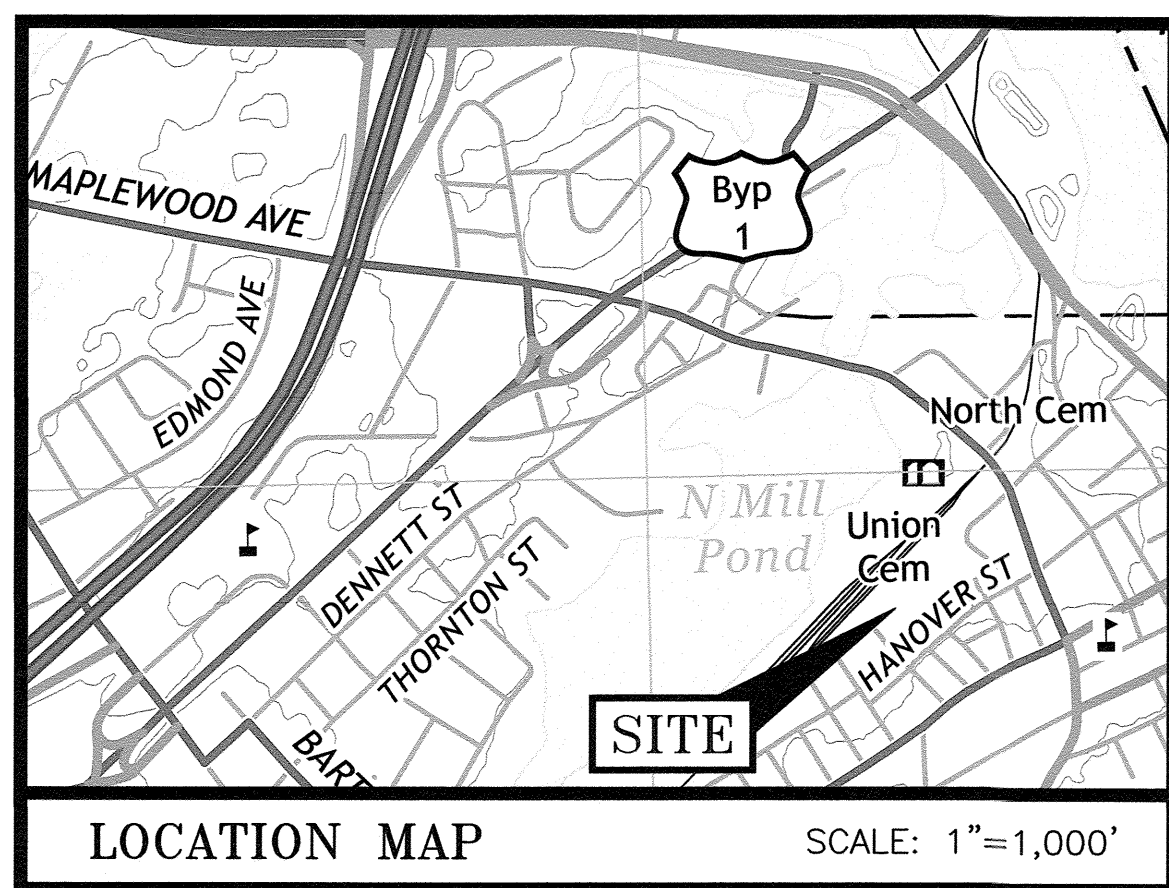 MAPLEWOOD AVE
Byp
1
EDMOND AVE
North Cem
N Mill
Pond
Union
Cem
DENNETT ST
THORNTON ST
HANOVER ST
BART
SITE
LOCATION MAP
SCALE: 1"=1,000'